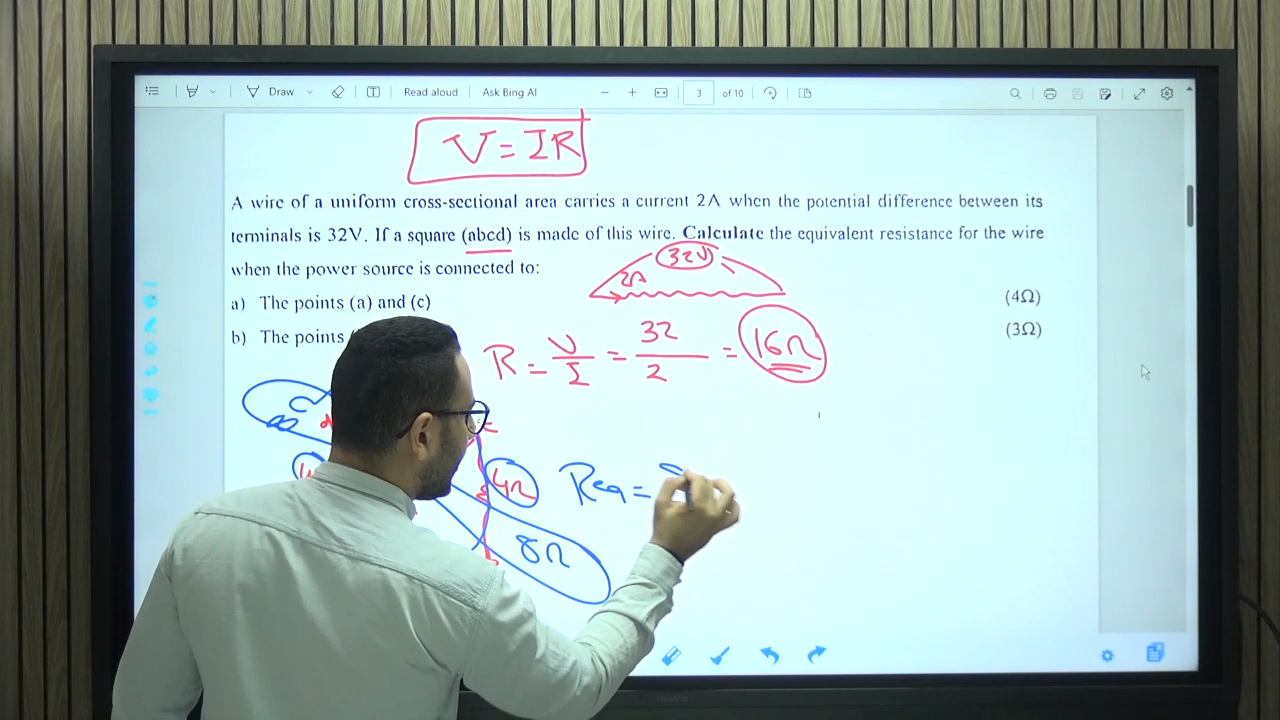 Draw Read aloud Ask Bing AI 3 of 10
V = IR
A wire of a uniform cross-sectional area carries a current 2A when the potential difference between its
terminals is 32V. If a square (abcd) is made of this wire. Calculate the equivalent resistance for the wire
when the power source is connected to:
32V
2A
a) The points (a) and (c) (4Ω)
b) The points (3Ω)
R = V/I = 32/2 = 16Ω
4Ω Req =
8Ω